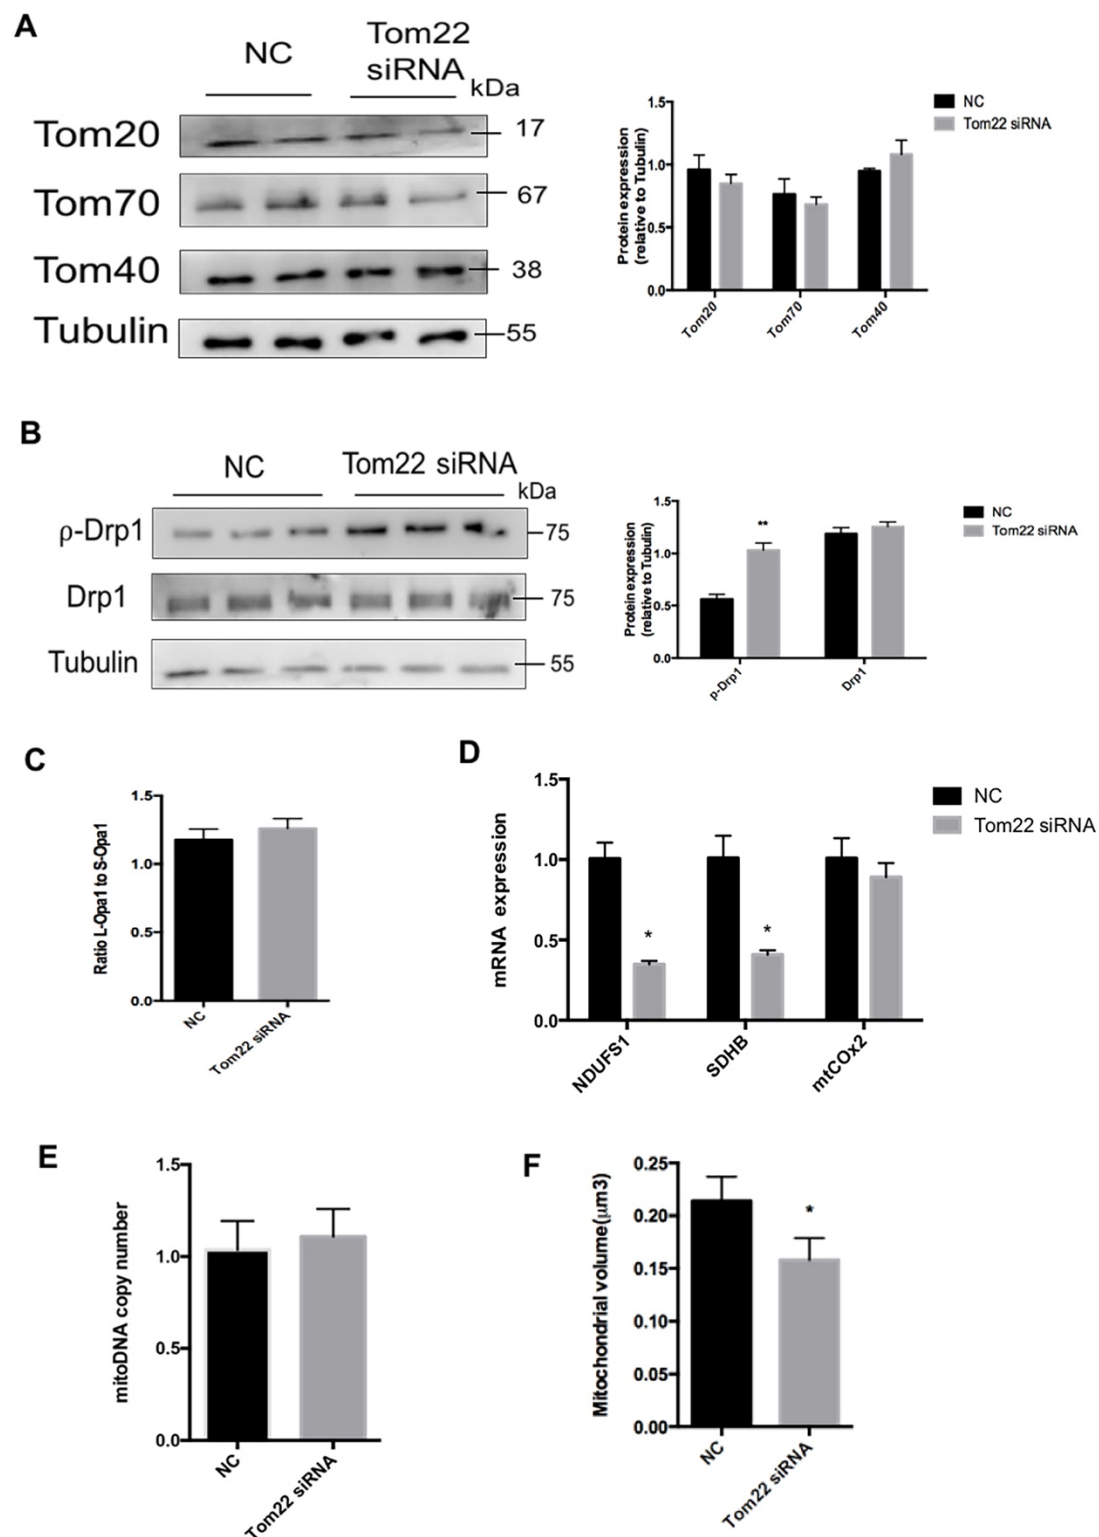 A
NC
Tom22
siRNA
kDa
Tom20
17
Tom70
67
Tom40
38
Tubulin
55
Protein expression
(relative to Tubulin)
1.5
1.0
0.5
0.0
Tom20
Tom70
Tom40
NC
Tom22 siRNA
B
NC
Tom22 siRNA
kDa
ρ-Drp1
75
Drp1
75
Tubulin
55
Protein expression
(relative to Tubulin)
1.5
1.0
0.5
0.0
**
p-Drp1
Drp1
NC
Tom22 siRNA
C
Ratio L-Opa1 to S-Opa1
1.5
1.0
0.5
0.0
NC
Tom22 siRNA
D
mRNA expression
1.5
1.0
0.5
0.0
*
*
NDUFS1
SDHB
mtCOx2
NC
Tom22 siRNA
E
mitoDNA copy number
1.5
1.0
0.5
0.0
NC
Tom22 siRNA
F
Mitochondrial volume(μm3)
0.25
0.20
0.15
0.10
0.05
0.00
*
NC
Tom22 siRNA